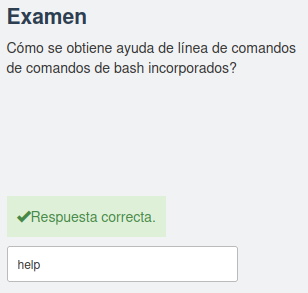 Examen
Cómo se obtiene ayuda de línea de comandos
de comandos de bash incorporados?
Respuesta correcta.
help